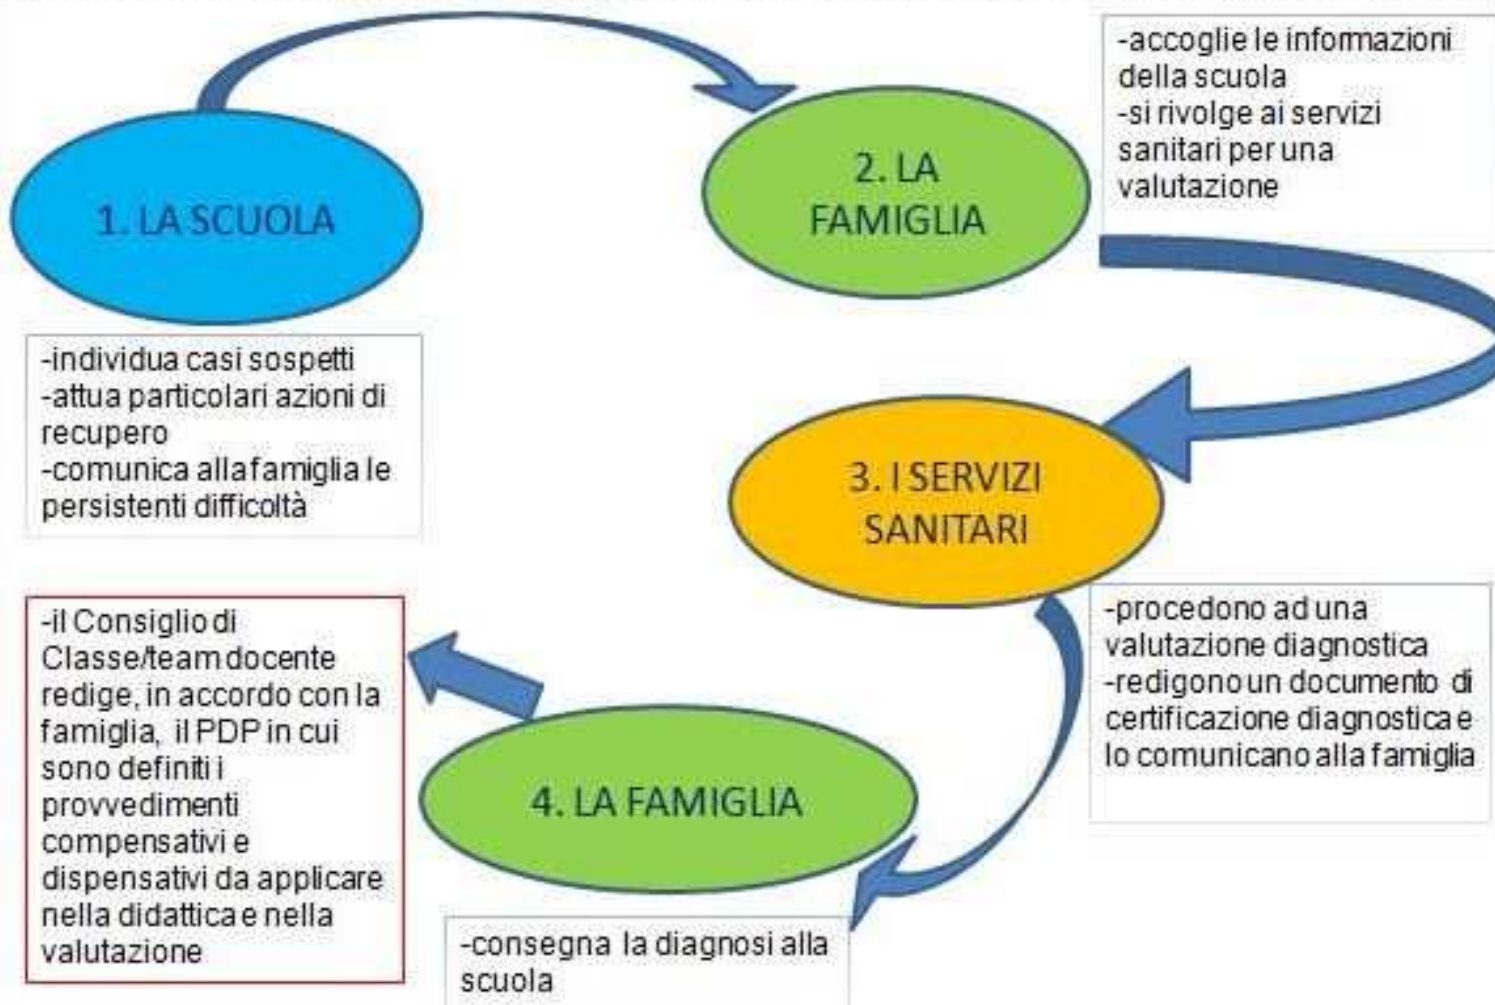 1. LA SCUOLA
-individua casi sospetti
-attua particolari azioni di
recupero
-comunica alla famiglia le
persistenti difficoltà
2. LA
FAMIGLIA
-accoglie le informazioni
della scuola
-si rivolge ai servizi
sanitari per una
valutazione
3. I SERVIZI
SANITARI
-procedono ad una
valutazione diagnostica
-redigono un documento di
certificazione diagnostica e
lo comunicano alla famiglia
4. LA FAMIGLIA
-consegna la diagnosi alla
scuola
-il Consiglio di
Classe/team docente
redige, in accordo con la
famiglia, il PDP in cui
sono definiti i
provvedimenti
compensativi e
dispensativi da applicare
nella didattica e nella
valutazione